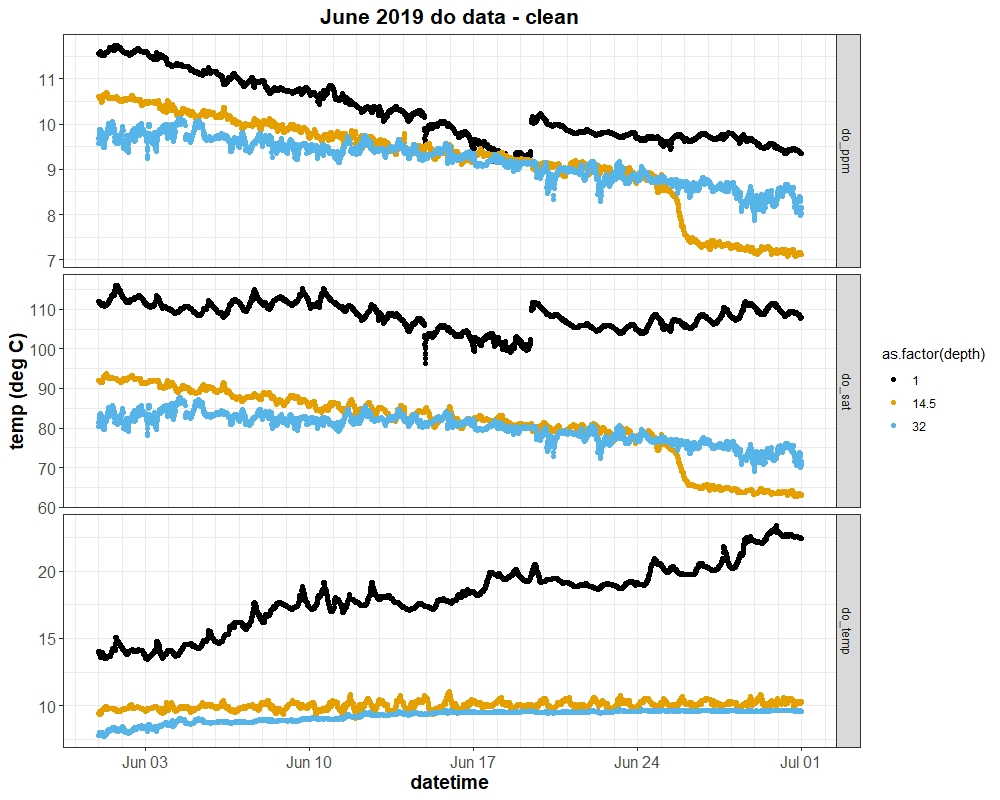 June 2019 do data - clean
11
10
9
8
7
do_ppm
110
100
90
80
70
60
do_sat
20
15
10
do_temp
temp (deg C)
Jun 03 Jun 10 Jun 17 Jun 24 Jul 01
datetime
as.factor(depth)
1
14.5
32